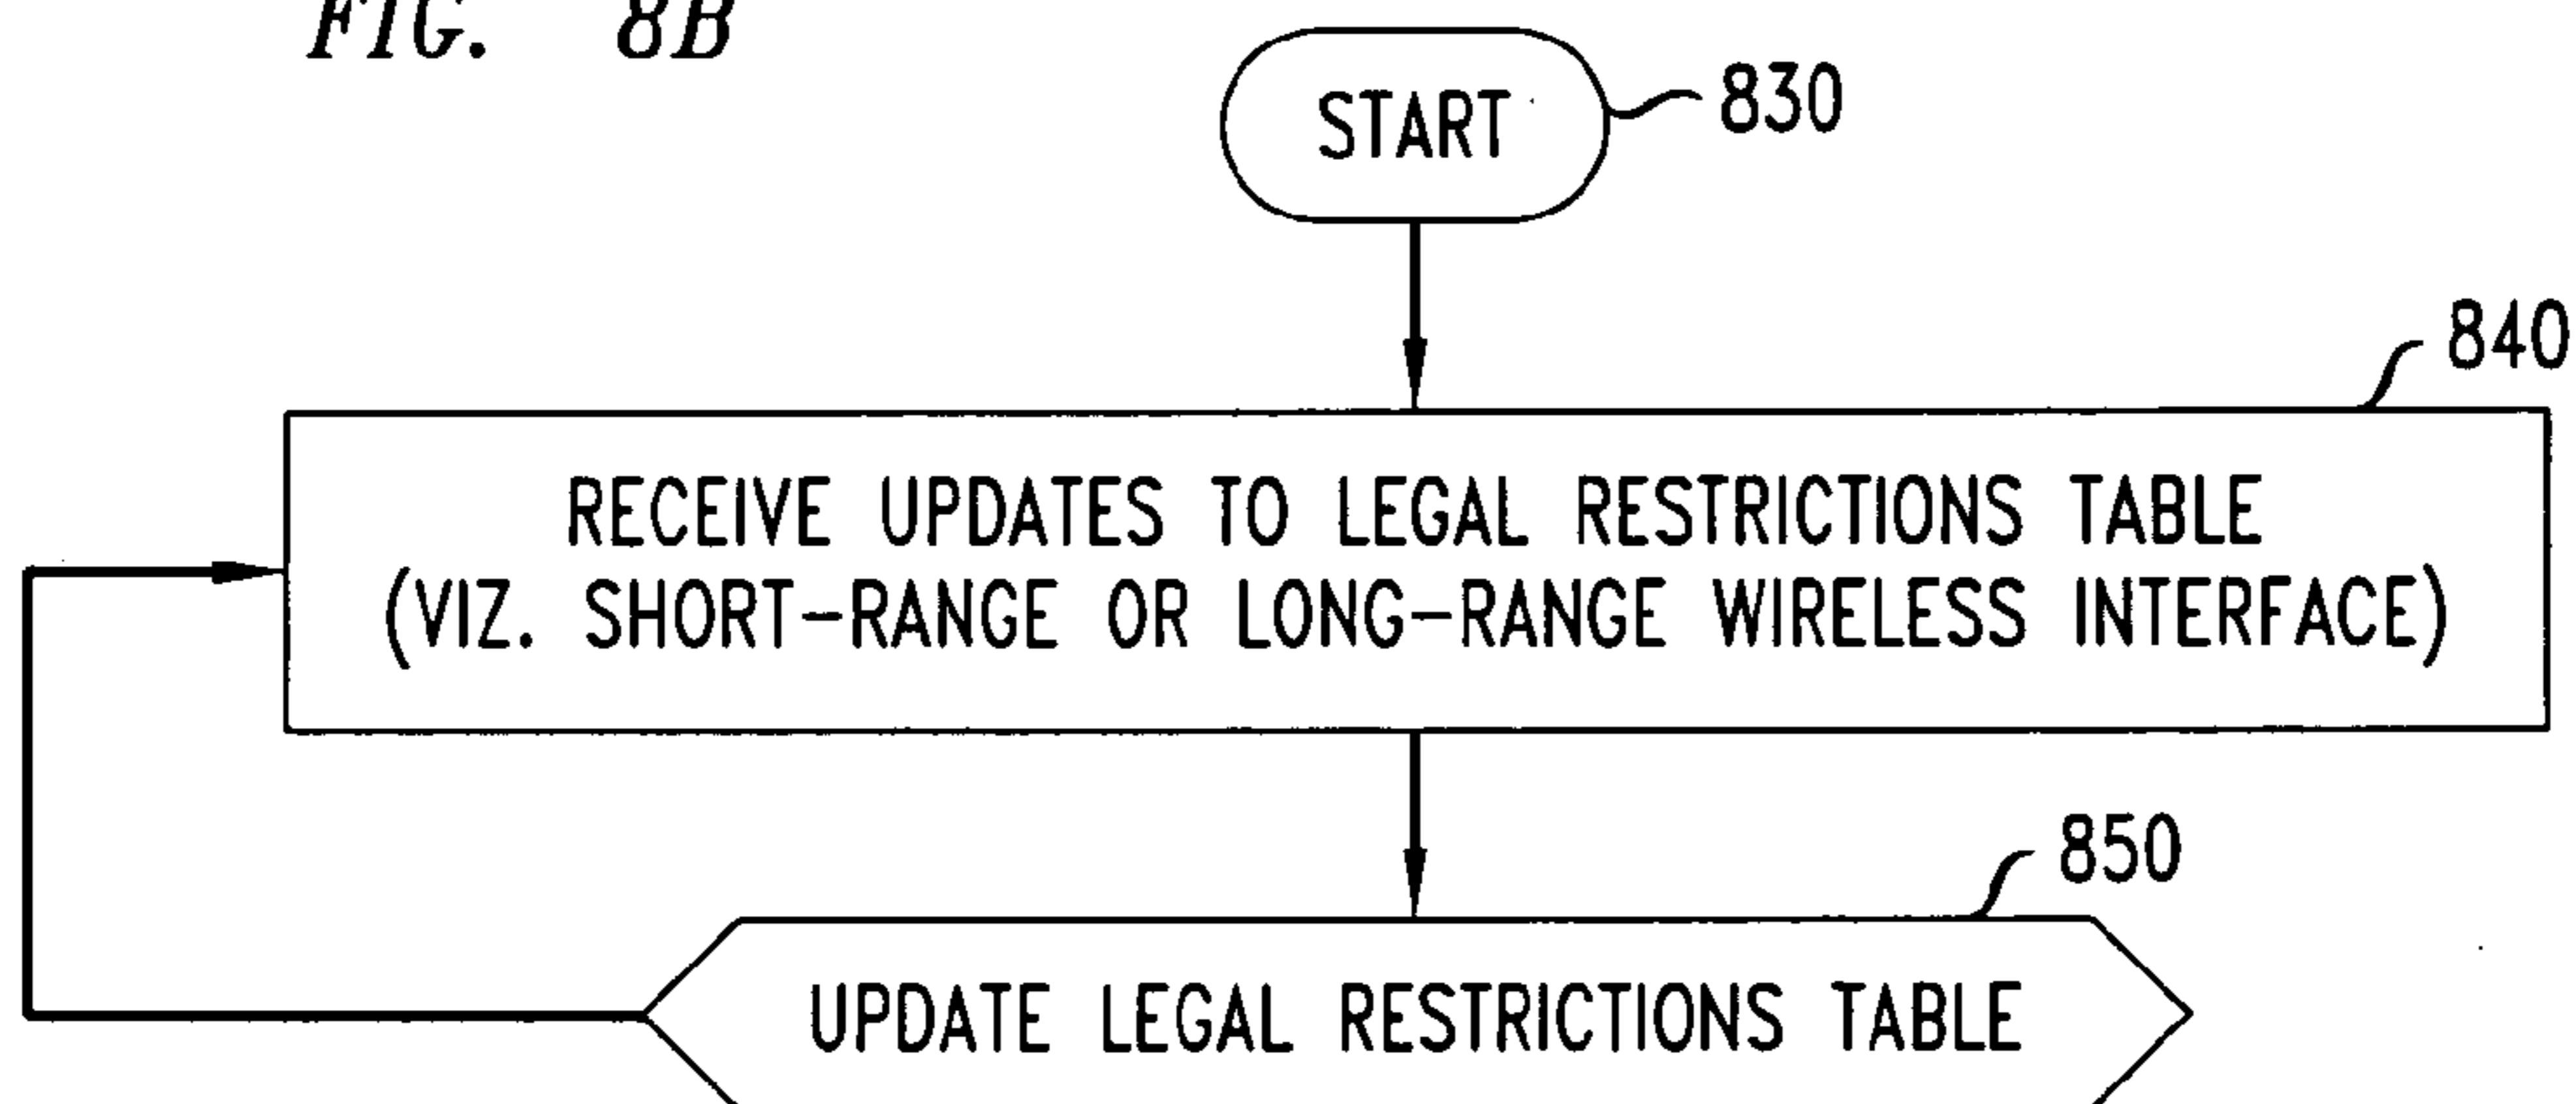 FIG. 8B
START
830
840
RECEIVE UPDATES TO LEGAL RESTRICTIONS TABLE
(VIZ. SHORT-RANGE OR LONG-RANGE WIRELESS INTERFACE)
850
UPDATE LEGAL RESTRICTIONS TABLE